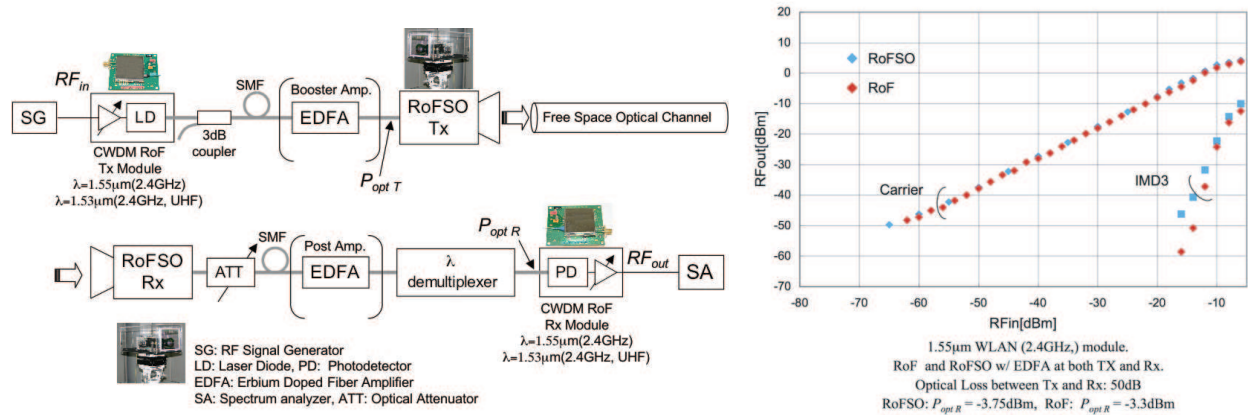 RF_in
SG
LD
CWDM RoF
Tx Module
λ=1.55μm(2.4GHz)
λ=1.53μm(2.4GHz, UHF)
3dB
coupler
SMF
Booster Amp.
EDFA
P_opt T
RoFSO
Tx
Free Space Optical Channel
RoFSO
Rx
ATT
SMF
Post Amp.
EDFA
λ
demultiplexer
P_opt R
PD
CWDM RoF
Rx Module
λ=1.55μm(2.4GHz)
λ=1.53μm(2.4GHz, UHF)
RF_out
SA
SG: RF Signal Generator
LD: Laser Diode, PD: Photodetector
EDFA: Erbium Doped Fiber Amplifier
SA: Spectrum analyzer, ATT: Optical Attenuator
RFout[dBm]
20
10
0
-10
-20
-30
-40
-50
-60
-70
RoFSO
RoF
Carrier
IMD3
-80 -70 -60 -50 -40 -30 -20 -10
RFin[dBm]
1.55μm WLAN (2.4GHz,) module.
RoF and RoFSO w/ EDFA at both TX and Rx.
Optical Loss between Tx and Rx: 50dB
RoFSO: P_opt R = -3.75dBm, RoF: P_opt R = -3.3dBm